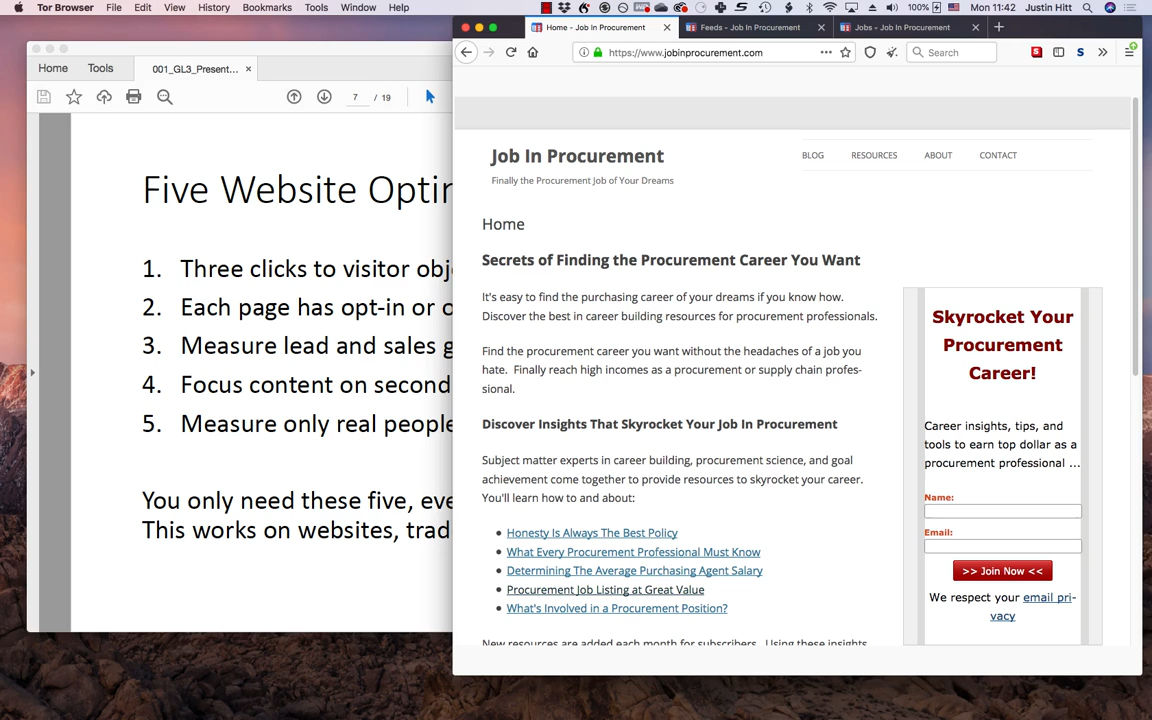 Tor Browser File Edit View History Bookmarks Tools Window Help 100% Mon 11:42 Justin Hitt
Home Tools 001_GL3_Present... ×
7 / 19
Five Website Optim
1. Three clicks to visitor obj
2. Each page has opt-in or o
3. Measure lead and sales g
4. Focus content on second
5. Measure only real people
You only need these five, eve
This works on websites, trad
Home - Job In Procurement Feeds - Job In Procurement Jobs - Job In Procurement
https://www.jobinprocurement.com Search
Job In Procurement
Finally the Procurement Job of Your Dreams
BLOG RESOURCES ABOUT CONTACT
Home
Secrets of Finding the Procurement Career You Want
It's easy to find the purchasing career of your dreams if you know how.
Discover the best in career building resources for procurement professionals.
Find the procurement career you want without the headaches of a job you
hate. Finally reach high incomes as a procurement or supply chain profes-
sional.
Discover Insights That Skyrocket Your Job In Procurement
Subject matter experts in career building, procurement science, and goal
achievement come together to provide resources to skyrocket your career.
You'll learn how to and about:
Honesty Is Always The Best Policy
What Every Procurement Professional Must Know
Determining The Average Purchasing Agent Salary
Procurement Job Listing at Great Value
What's Involved in a Procurement Position?
New resources are added each month for subscribers. Using these insights
Skyrocket Your
Procurement
Career!
Career insights, tips, and
tools to earn top dollar as a
procurement professional ...
Name:
Email:
>> Join Now <<
We respect your email pri-
vacy